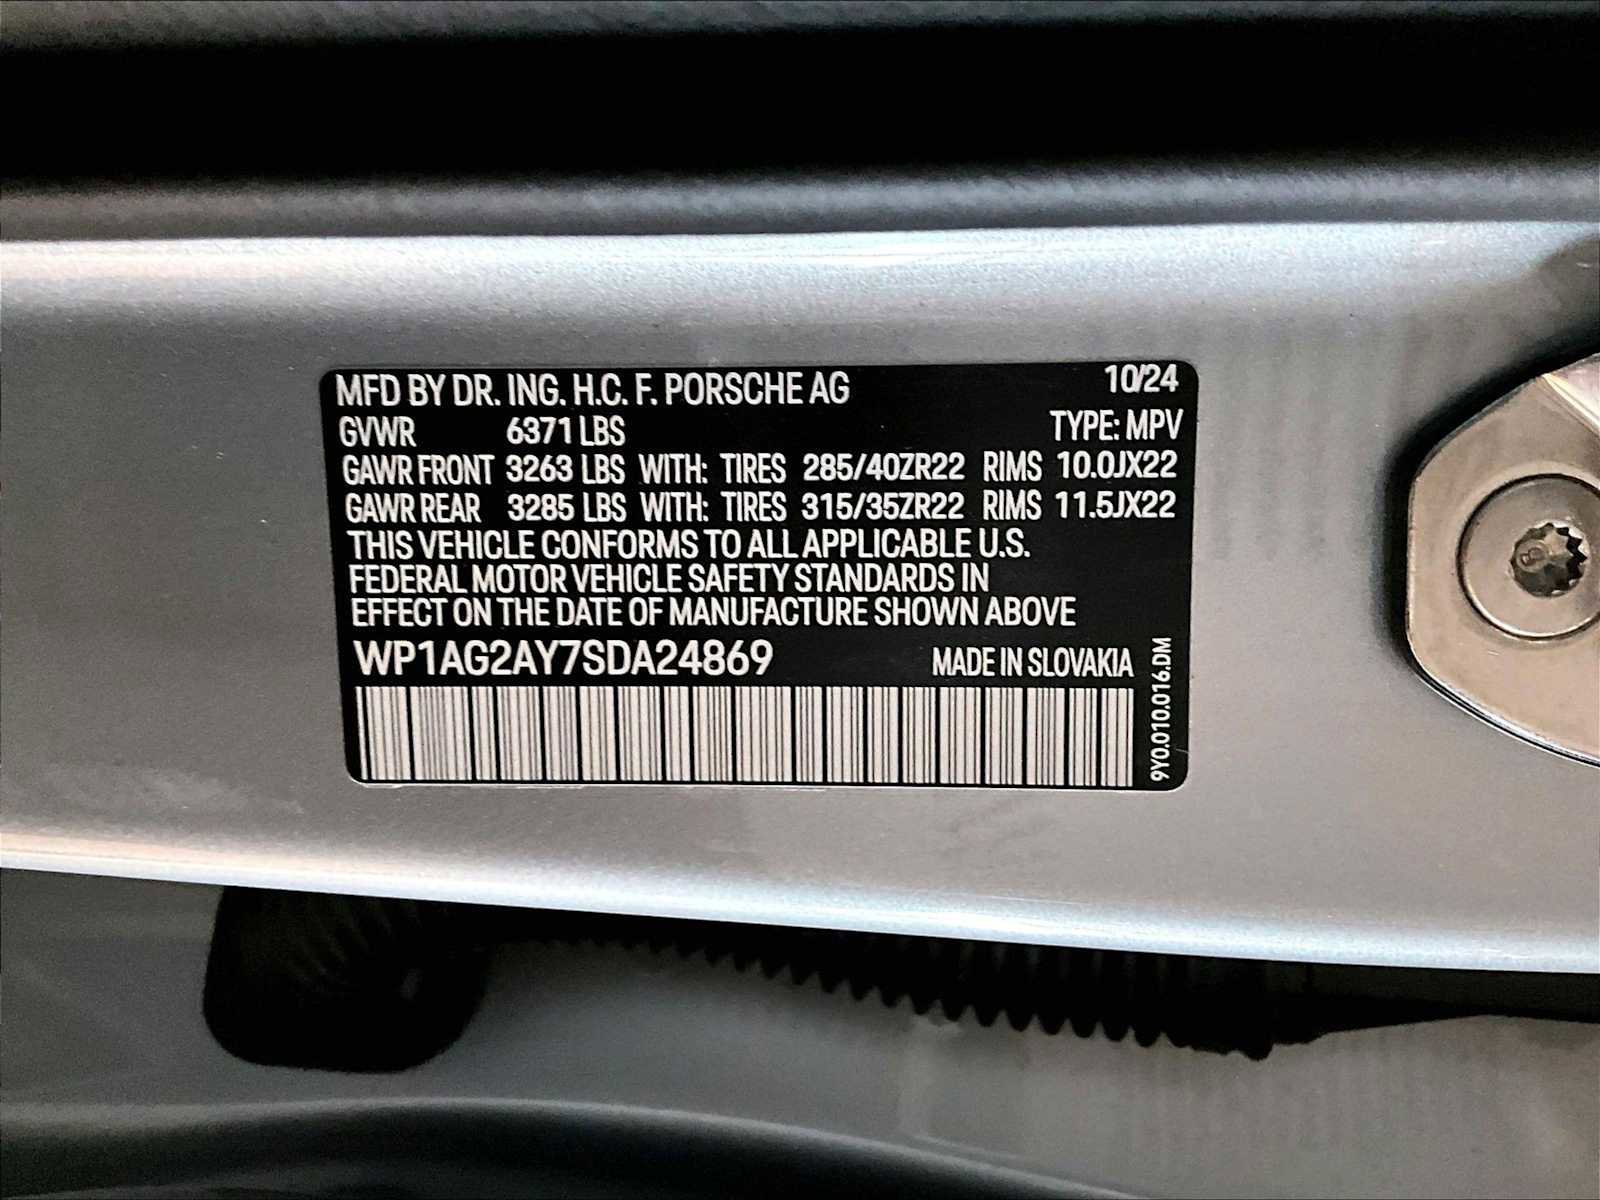 MFD BY DR. ING. H.C. F. PORSCHE AG 10/24
GVWR 6371 LBS TYPE: MPV
GAWR FRONT 3263 LBS WITH: TIRES 285/40ZR22 RIMS 10.0JX22
GAWR REAR 3285 LBS WITH: TIRES 315/35ZR22 RIMS 11.5JX22
THIS VEHICLE CONFORMS TO ALL APPLICABLE U.S.
FEDERAL MOTOR VEHICLE SAFETY STANDARDS IN
EFFECT ON THE DATE OF MANUFACTURE SHOWN ABOVE
WP1AG2AY7SDA24869 MADE IN SLOVAKIA
9Y0.010.016.DM